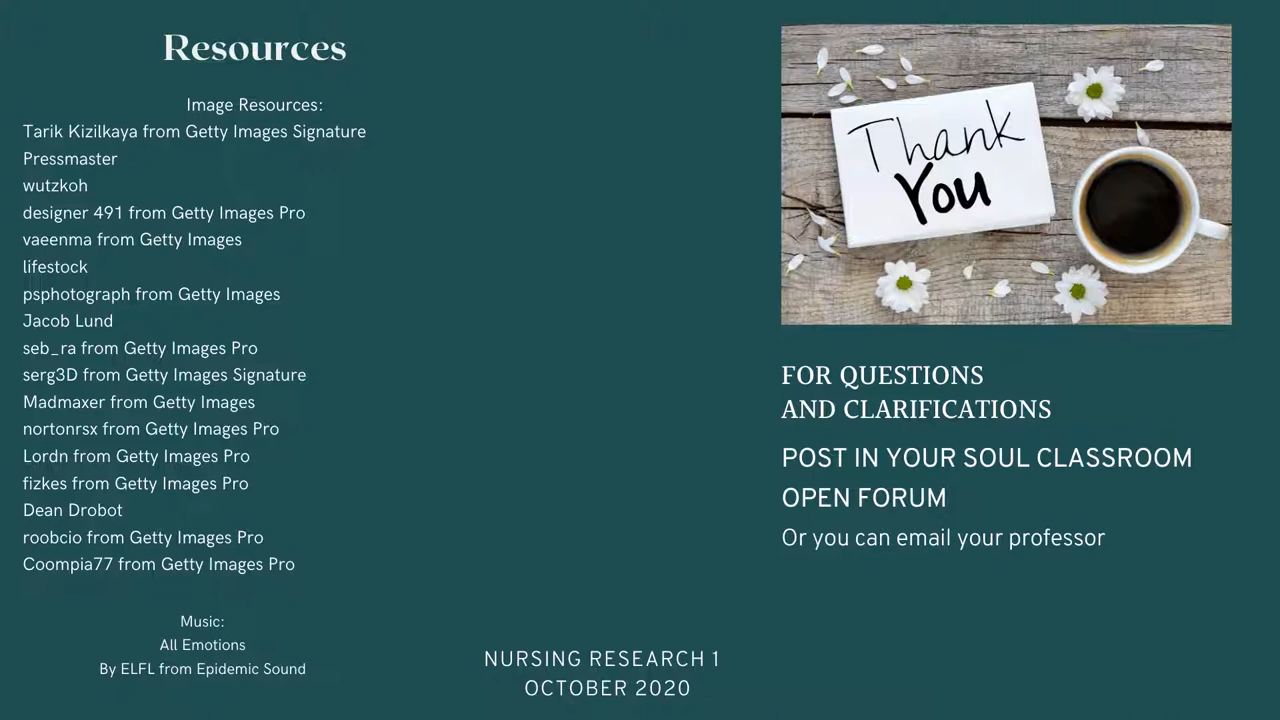 Resources
Image Resources:
Tarik Kizilkaya from Getty Images Signature
Pressmaster
wutzkoh
designer 491 from Getty Images Pro
vaeenma from Getty Images
lifestock
psphotograph from Getty Images
Jacob Lund
seb_ra from Getty Images Pro
serg3D from Getty Images Signature
Madmaxer from Getty Images
nortonrsx from Getty Images Pro
Lordn from Getty Images Pro
fizkes from Getty Images Pro
Dean Drobot
roobcio from Getty Images Pro
Coompia77 from Getty Images Pro
Music:
All Emotions
By ELFL from Epidemic Sound
NURSING RESEARCH 1
OCTOBER 2020
Thank
You
FOR QUESTIONS
AND CLARIFICATIONS
POST IN YOUR SOUL CLASSROOM
OPEN FORUM
Or you can email your professor